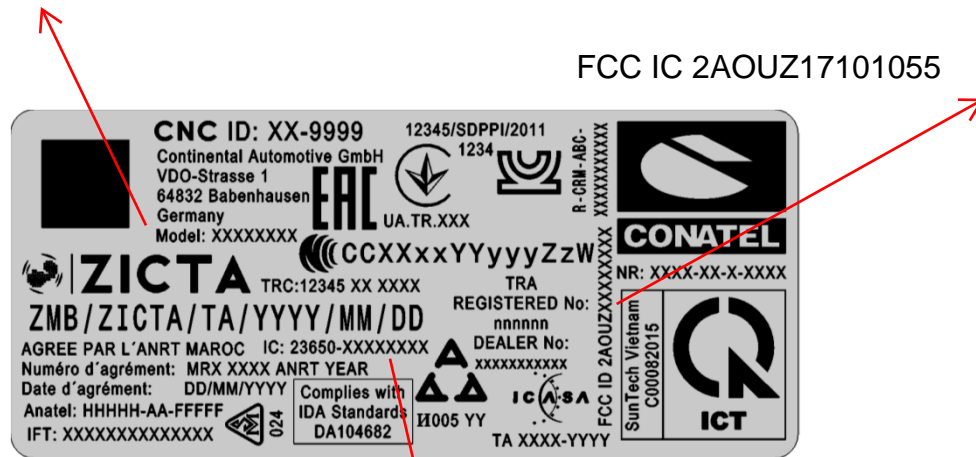 FCC IC 2AOUZ17101055
CNC ID: XX-9999
Continental Automotive GmbH
VDO-Strasse 1
64832 Babenhausen
Germany
Model: XXXXXXXX
EAC
12345/SDPPI/2011
1234
UA.TR.XXX
R-CRM-ABC-
XXXXXXXXXX
CONATEL
NR: XXXX-XX-X-XXXX
CCXXxxYYyyyZzW
ZICTA
TRC:12345 XX XXXX
ZMB/ZICTA/TA/YYYY/MM/DD
TRA
REGISTERED No:
nnnnnn
DEALER No:
xxxxxxxxxxx
AGREE PAR L´ANRT MAROC IC: 23650-XXXXXXXX
Numéro d´agrément: MRX XXXX ANRT YEAR
Date d´agrément: DD/MM/YYYY
Anatel: HHHHH-AA-FFFFF
IFT: XXXXXXXXXXXXXX
024
Complies with
IDA Standards
DA104682
И005 YY
ICASA
TA XXXX-YYYY
SunTech Vietnam
C00082015
ICT